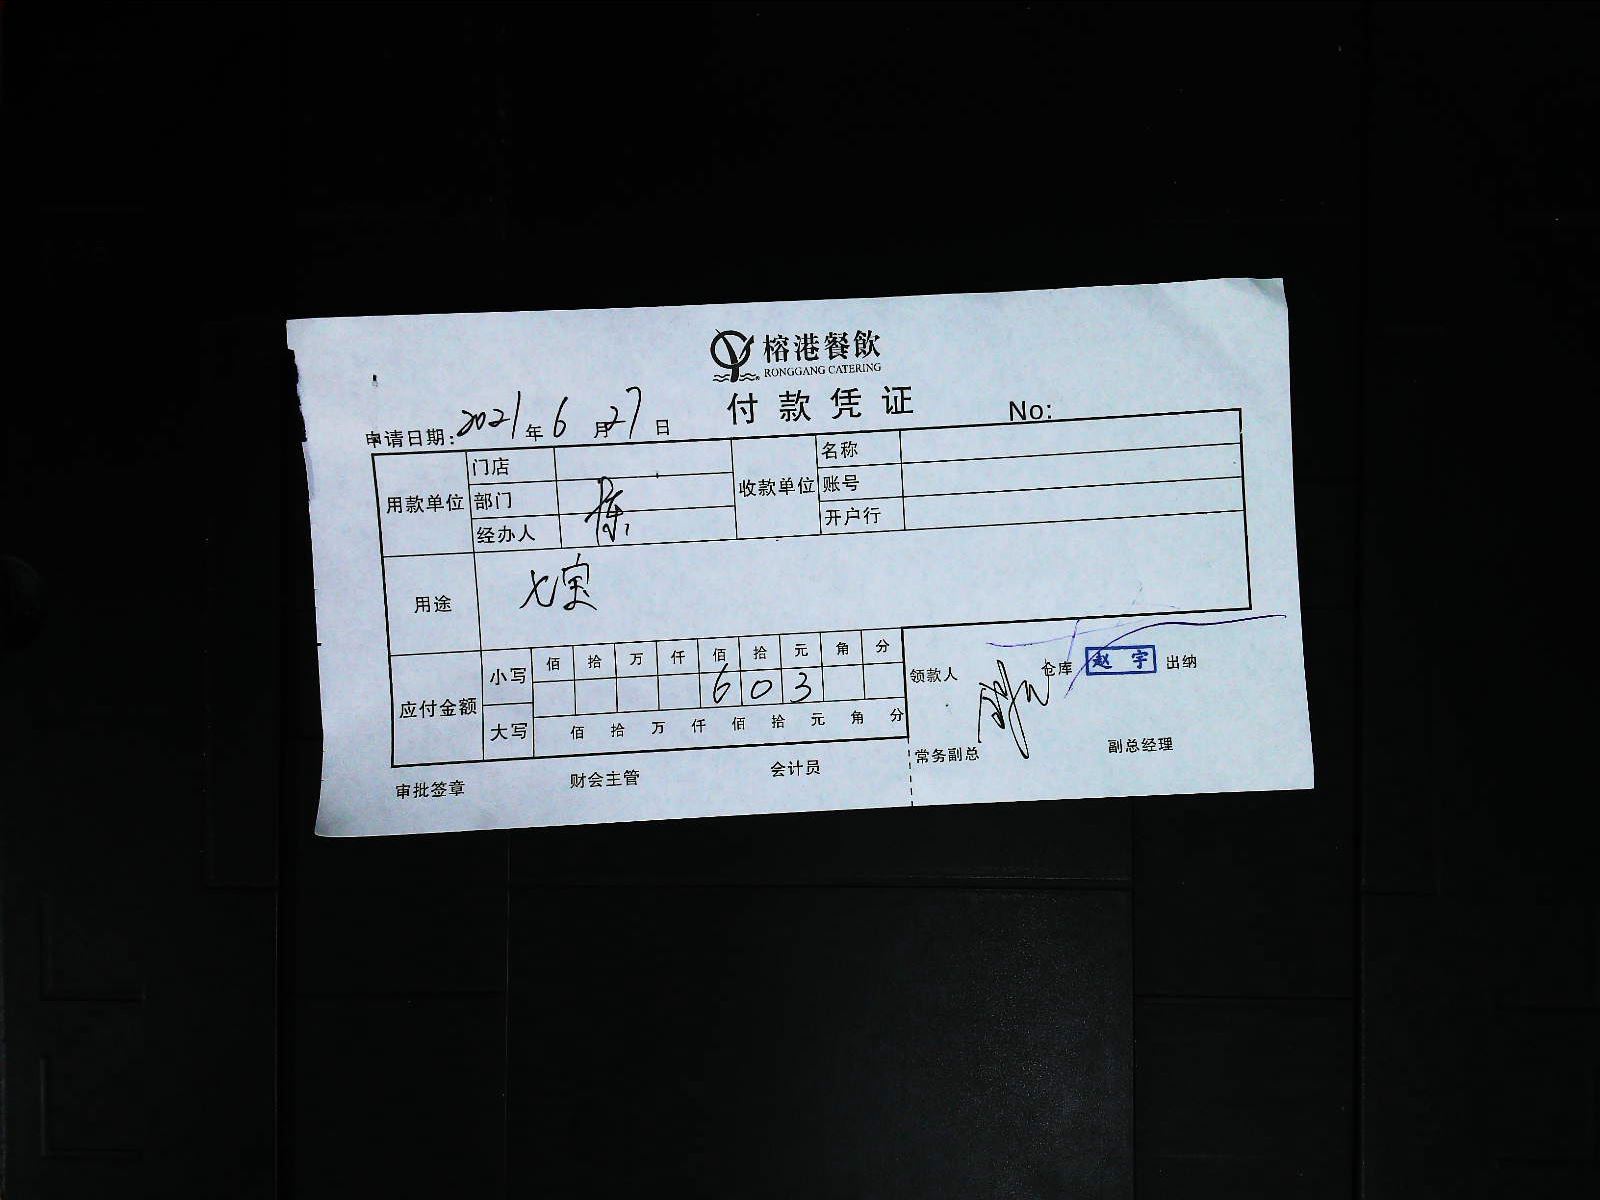 榕港餐飲
RONGGANG CATERING
付款凭证
No:
申请日期: 2021 年 6 月 27 日
用款单位 门店 收款单位 名称
部门 账号
经办人 陈 开户行
用途 七宝
应付金额 小写 佰 拾 万 仟 佰 拾 元 角 分
6 0 3
大写 佰 拾 万 仟 佰 拾 元 角 分
领款人 仓库 赵宇 出纳
审批签章 财会主管 会计员 常务副总 副总经理